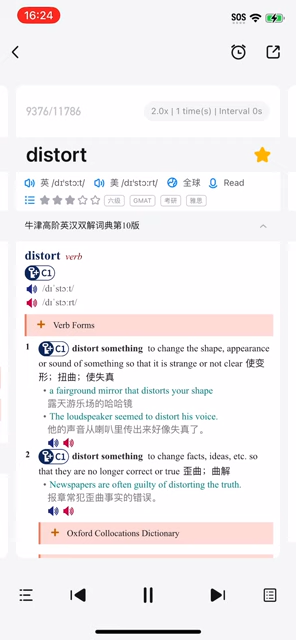 16:24
SOS
9376/11786
2.0x | 1 time(s) | Interval 0s
distort
英 /dɪˈstɔːt/ 美 /dɪˈstɔːrt/ 全球 Read
六级 GMAT 考研 雅思
牛津高阶英汉双解词典第10版
distort verb
C1
/dɪˈstɔːt/
/dɪˈstɔːrt/
+ Verb Forms
1 C1 distort something to change the shape, appearance
or sound of something so that it is strange or not clear 使变
形；扭曲；使失真
• a fairground mirror that distorts your shape
露天游乐场的哈哈镜
• The loudspeaker seemed to distort his voice.
他的声音从喇叭里传出来好像失真了。
2 C1 distort something to change facts, ideas, etc. so
that they are no longer correct or true 歪曲；曲解
• Newspapers are often guilty of distorting the truth.
报章常犯歪曲事实的错误。
+ Oxford Collocations Dictionary